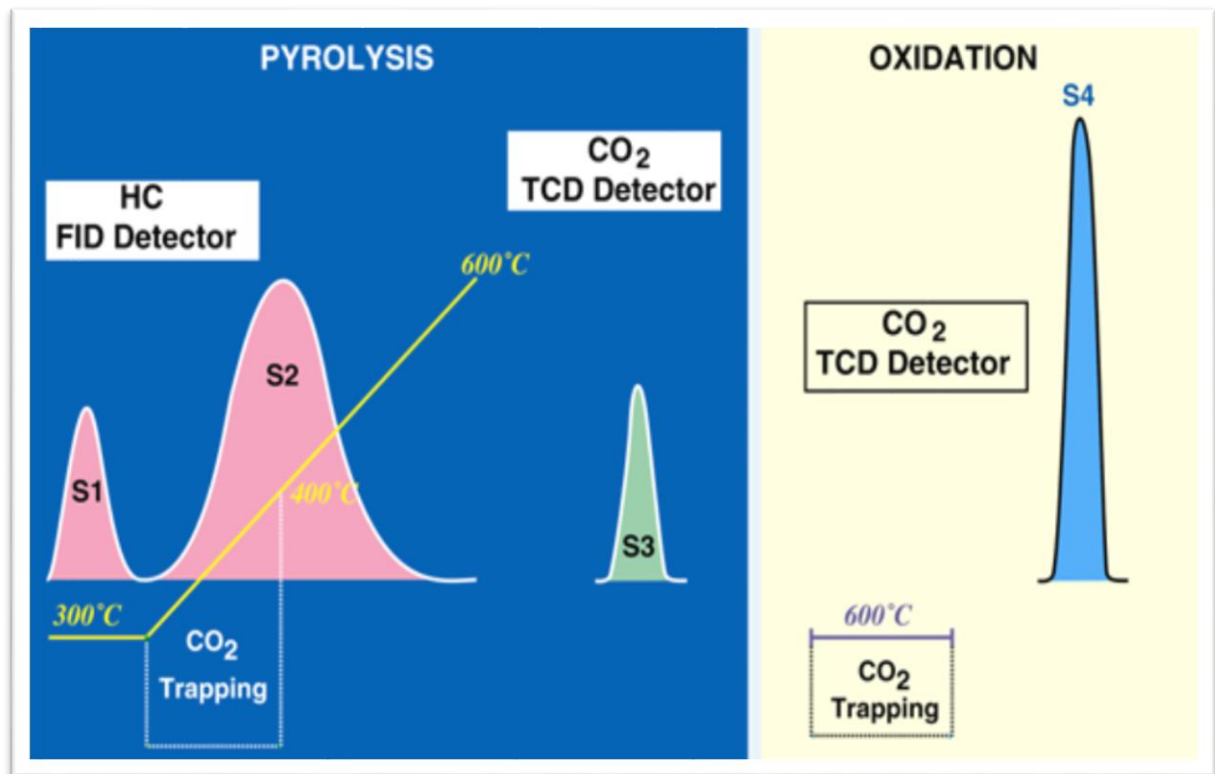 PYROLYSIS
HC
FID Detector
CO2
TCD Detector
600°C
S1
S2
400°C
S3
300°C
CO2
Trapping
OXIDATION
S4
CO2
TCD Detector
600°C
CO2
Trapping